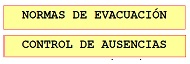 NORMAS DE EVACUACIÓN
CONTROL DE AUSENCIAS